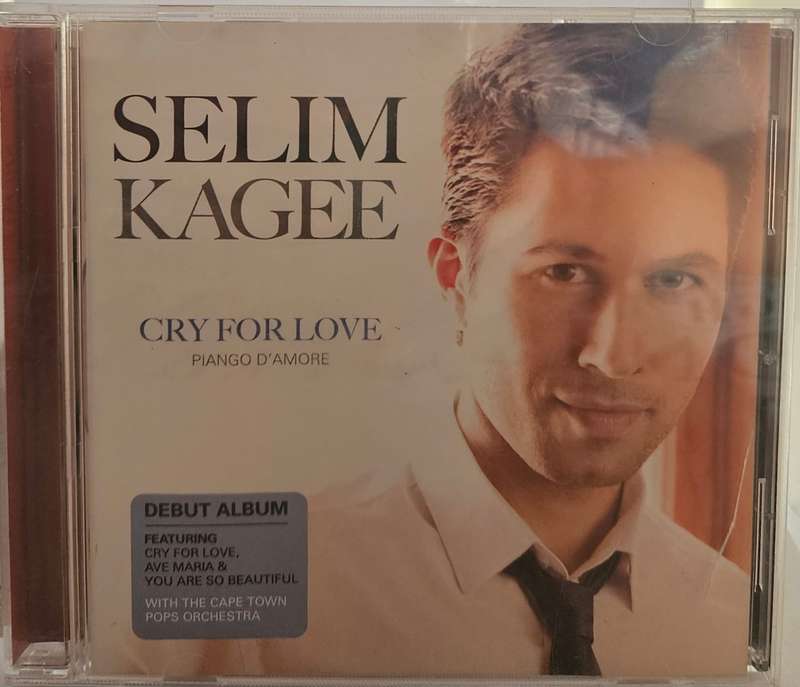 SELIM
KAGEE
CRY FOR LOVE
PIANGO D'AMORE
DEBUT ALBUM
FEATURING
CRY FOR LOVE,
AVE MARIA &
YOU ARE SO BEAUTIFUL
WITH THE CAPE TOWN
POPS ORCHESTRA